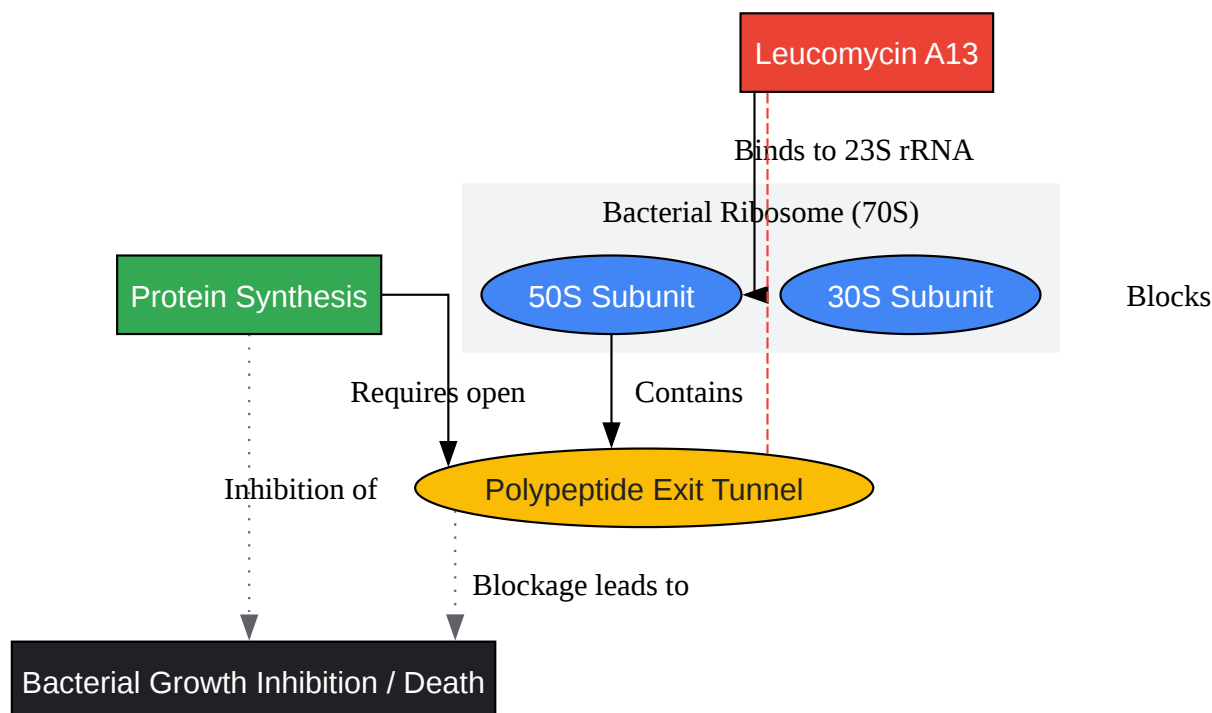 Leucomycin A13
Binds to 23S rRNA
Bacterial Ribosome (70S)
Protein Synthesis
50S Subunit
30S Subunit
Blocks
Requires open
Contains
Inhibition of
Polypeptide Exit Tunnel
Blockage leads to
Bacterial Growth Inhibition / Death